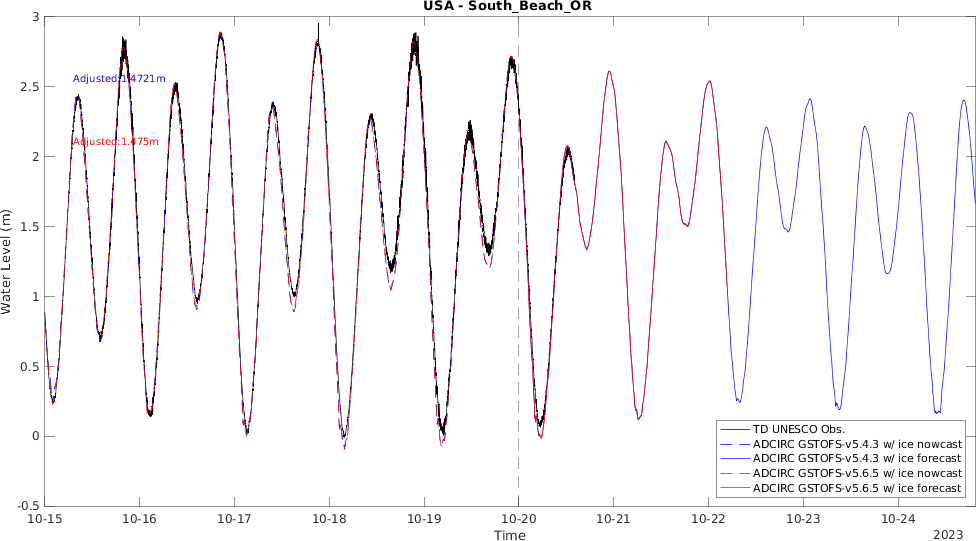 USA - South_Beach_OR
3
2.5
2
1.5
1
0.5
0
-0.5
Water Level (m)
Adjusted:1.4721m
Adjusted:1.475m
TD UNESCO Obs.
ADCIRC GSTOFS-v5.4.3 w/ ice nowcast
ADCIRC GSTOFS-v5.4.3 w/ ice forecast
ADCIRC GSTOFS-v5.6.5 w/ ice nowcast
ADCIRC GSTOFS-v5.6.5 w/ ice forecast
10-15 10-16 10-17 10-18 10-19 10-20 10-21 10-22 10-23 10-24
Time
2023